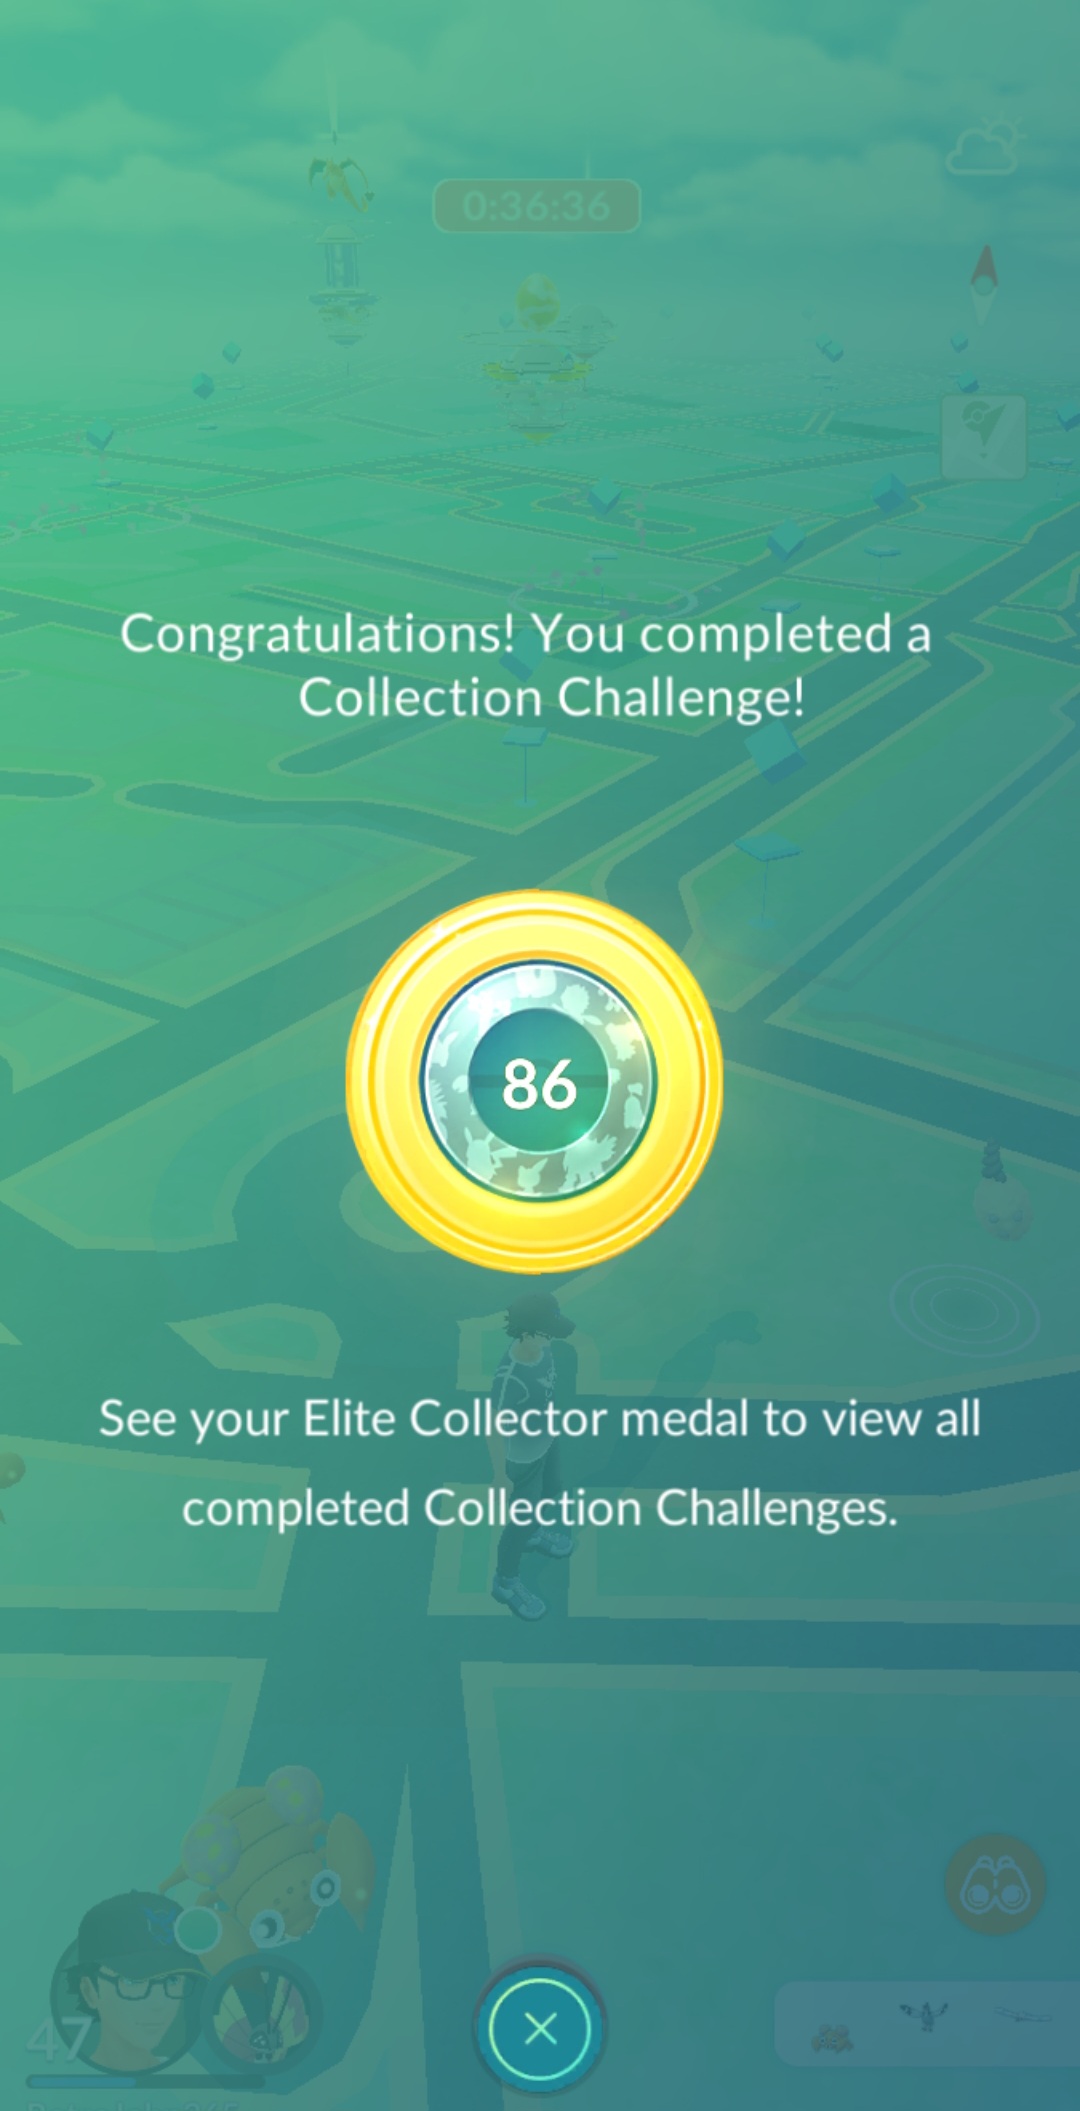 0:36:36
Congratulations! You completed a
Collection Challenge!
86
See your Elite Collector medal to view all
completed Collection Challenges.
47